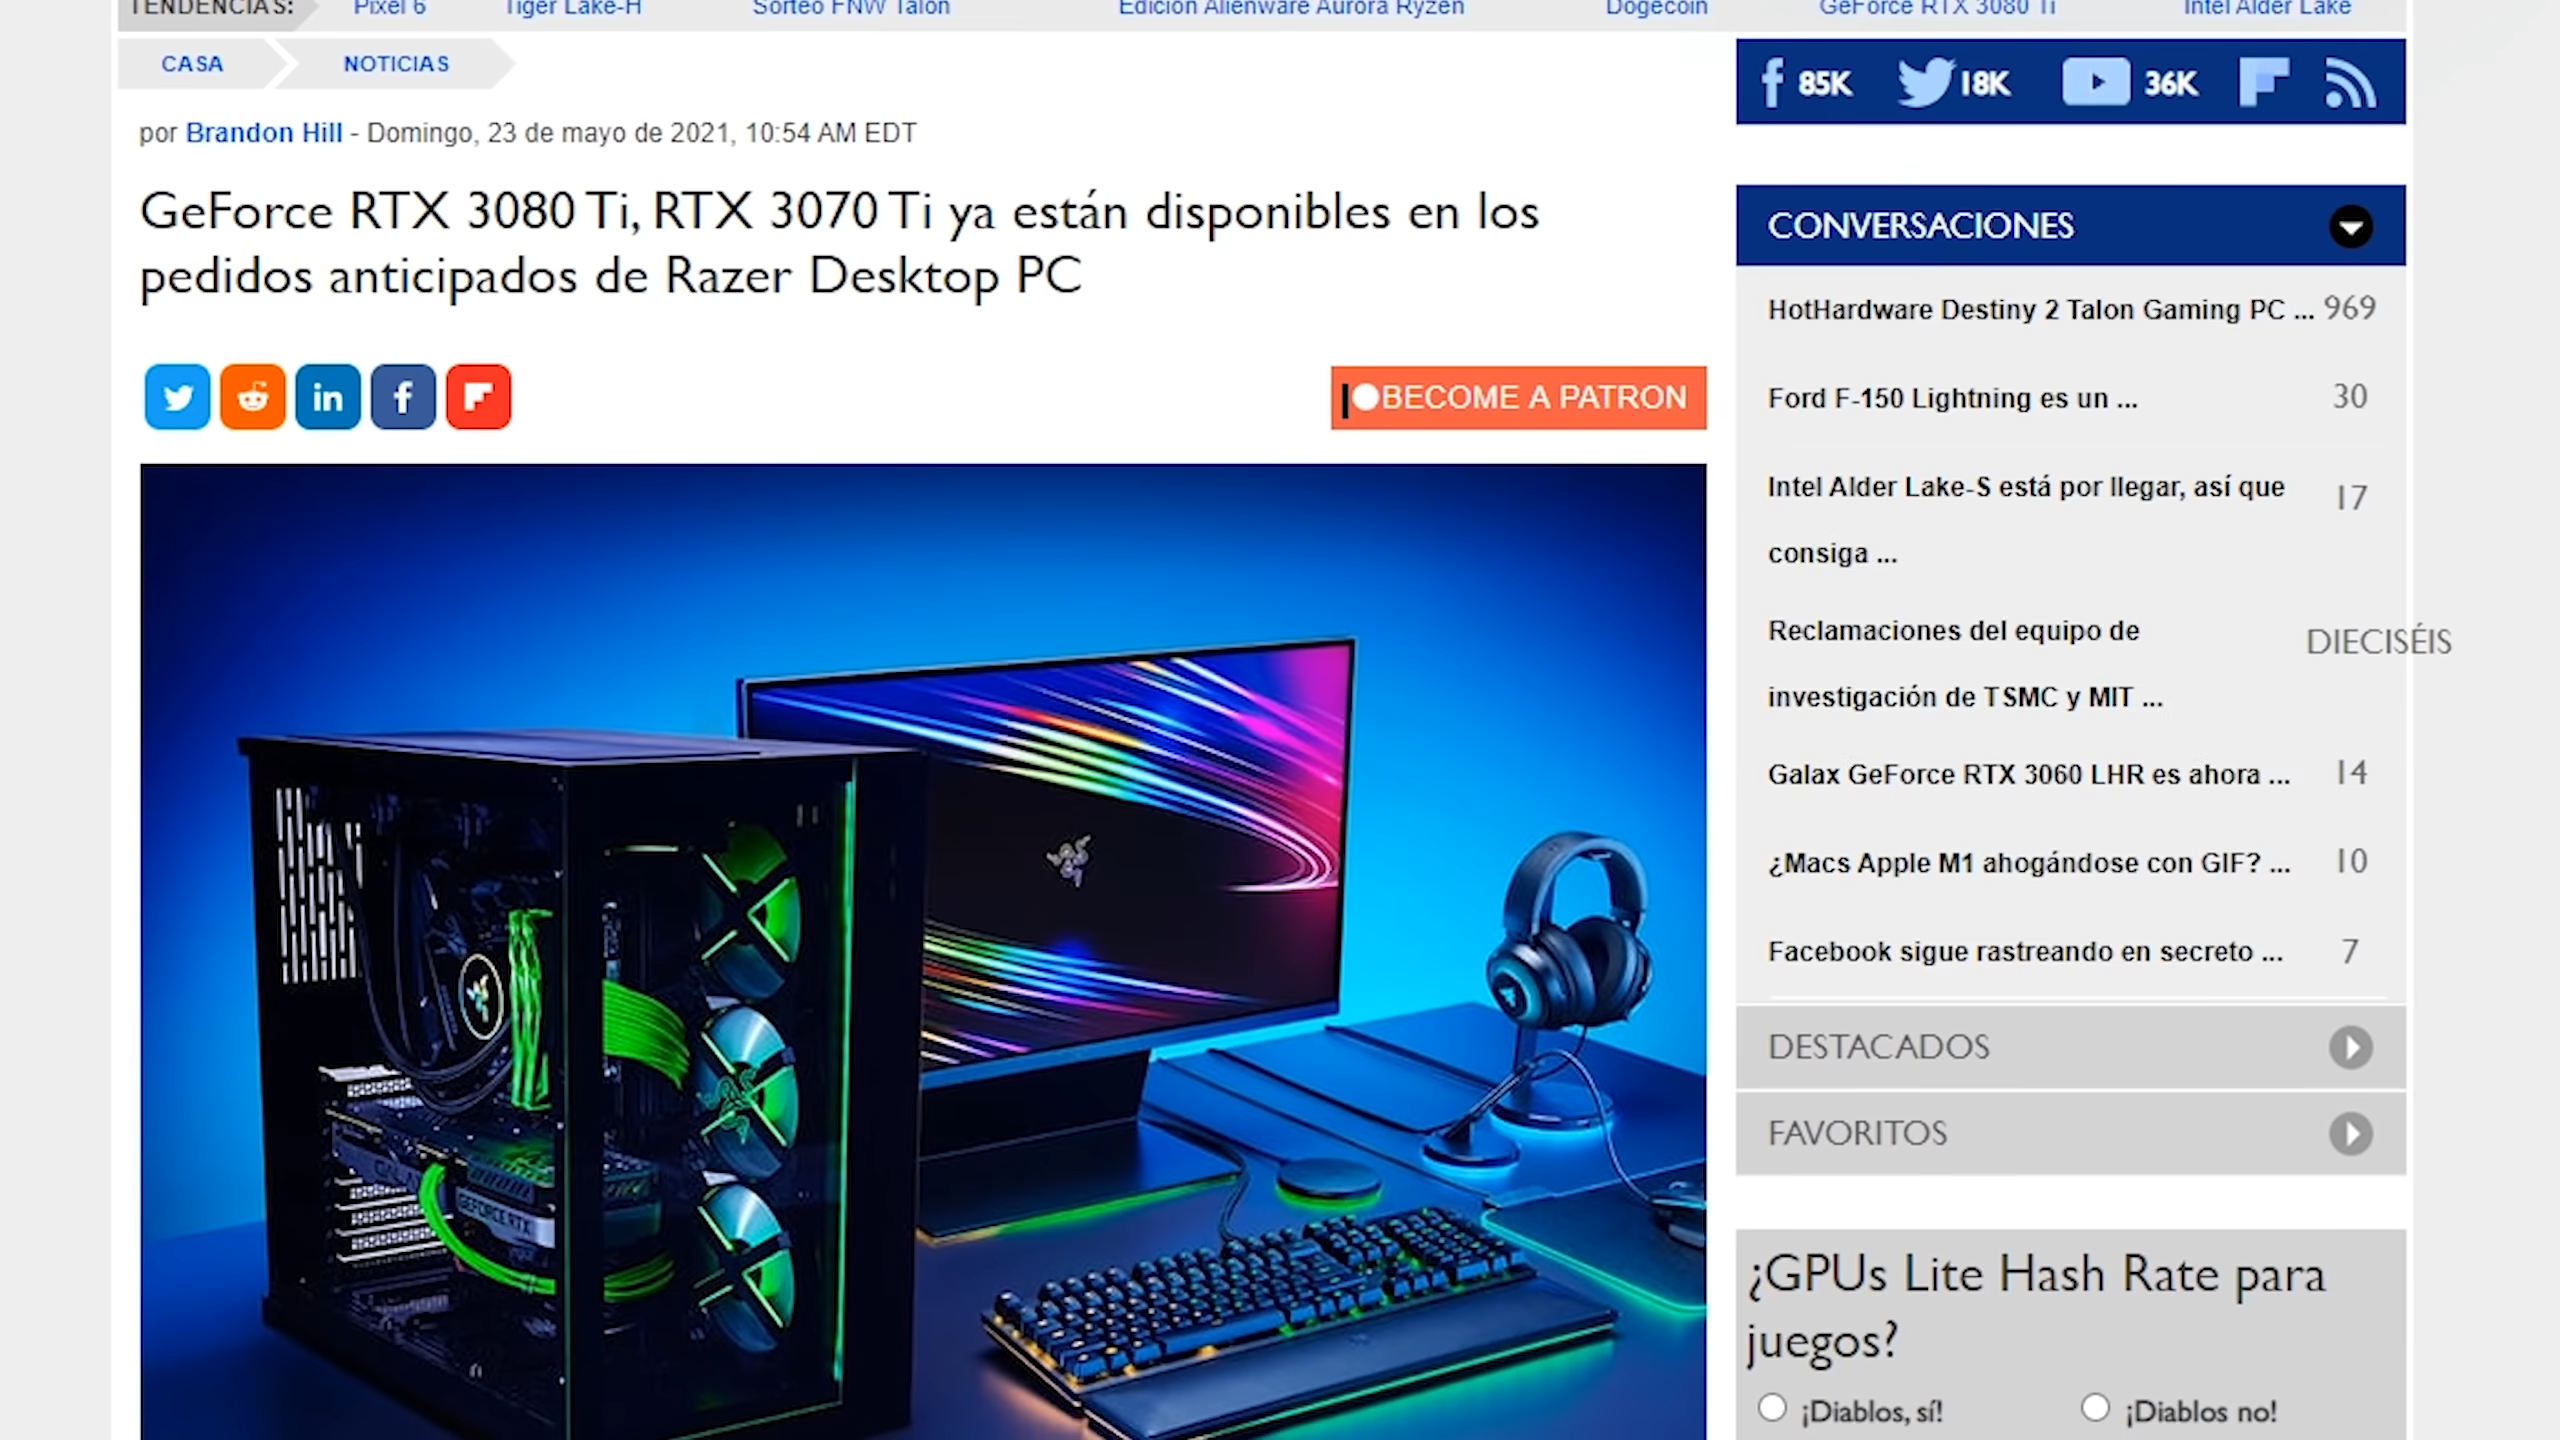 TENDENCIAS: Pixel 6 Tiger Lake-H Sorteo FNW Talon Edición Alienware Aurora Ryzen Dogecoin GeForce RTX 3080 Ti Intel Alder Lake
CASA NOTICIAS
por Brandon Hill - Domingo, 23 de mayo de 2021, 10:54 AM EDT
GeForce RTX 3080 Ti, RTX 3070 Ti ya están disponibles en los
pedidos anticipados de Razer Desktop PC
BECOME A PATRON
GEFORCE RTX
85K 18K 36K
CONVERSACIONES
HotHardware Destiny 2 Talon Gaming PC ... 969
Ford F-150 Lightning es un ... 30
Intel Alder Lake-S está por llegar, así que 17
consiga ...
Reclamaciones del equipo de DIECISÉIS
investigación de TSMC y MIT ...
Galax GeForce RTX 3060 LHR es ahora ... 14
¿Macs Apple M1 ahogándose con GIF? ... 10
Facebook sigue rastreando en secreto ... 7
DESTACADOS
FAVORITOS
¿GPUs Lite Hash Rate para
juegos?
¡Diablos, sí! ¡Diablos no!